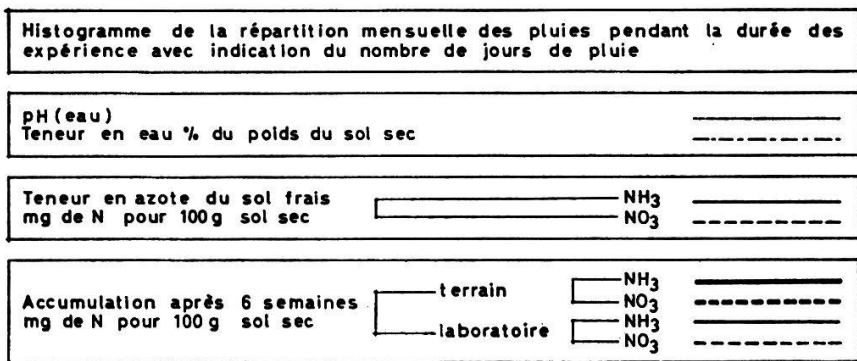 Histogramme de la répartition mensuelle des pluies pendant la durée des
expérience avec indication du nombre de jours de pluie
pH (eau)
Teneur en eau % du poids du sol sec
Teneur en azote du sol frais
mg de N pour 100 g sol sec
NH3
NO3
Accumulation après 6 semaines
mg de N pour 100 g sol sec
terrain
NH3
NO3
laboratoire
NH3
NO3